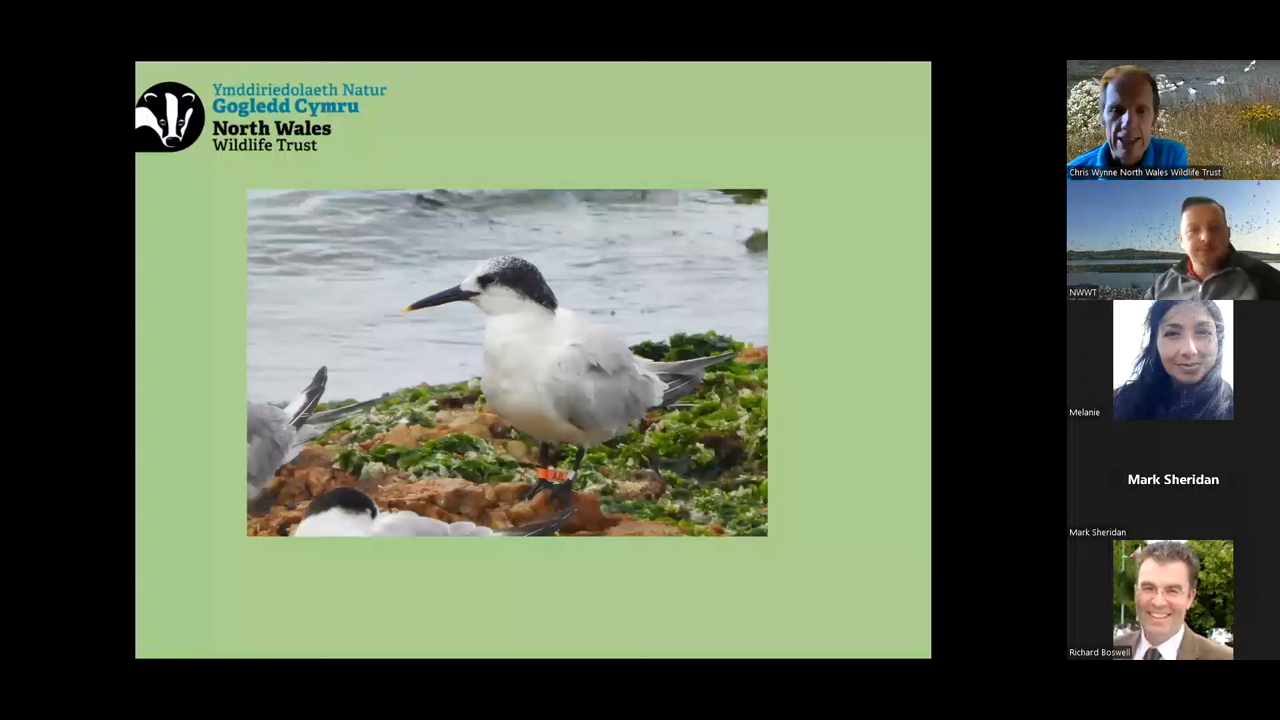 Ymddiriedolaeth Natur
Gogledd Cymru
North Wales
Wildlife Trust
Chris Wynne North Wales Wildlife Trust
NWWT
Melanie
Mark Sheridan
Mark Sheridan
Richard Boswell